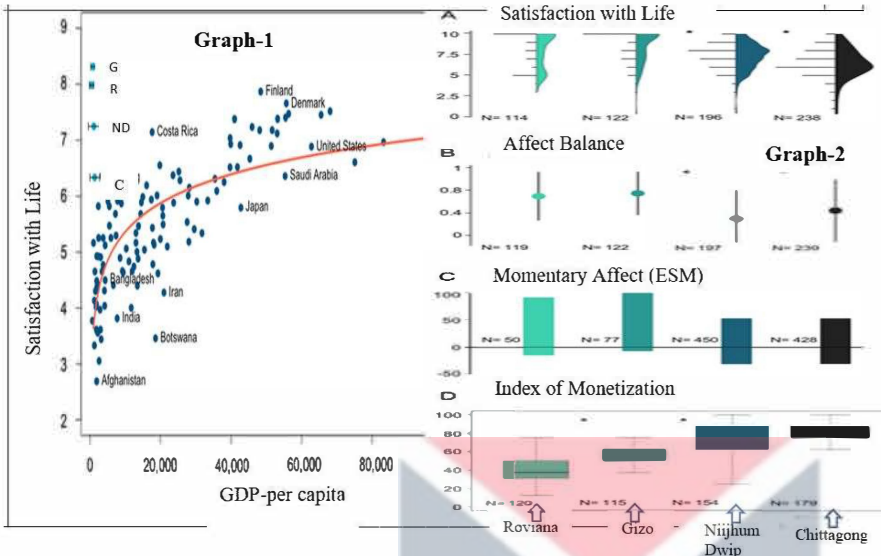 Graph-1
Satisfaction with Life
9
8
7
6
5
4
3
2
G
R
ND
C
Finland
Denmark
Costa Rica
United States
Saudi Arabia
Japan
Bangladesh
Iran
India
Botswana
Afghanistan
0
20,000
40,000
60,000
80,000
GDP-per capita
A
Satisfaction with Life
10
7.5
5
2.5
0
N= 114
N= 122
N= 196
N= 238
B
Affect Balance
Graph-2
1
0.8
0.4
0
N= 119
N= 122
N= 197
N= 239
C
Momentary Affect (ESM)
100
50
0
-50
N= 50
N= 77
N= 450
N= 428
D
Index of Monetization
100
80
60
40
20
0
N= 129
N= 115
N= 154
N= 179
Roviana
Gizo
Niijhum
Dwip
Chittagong